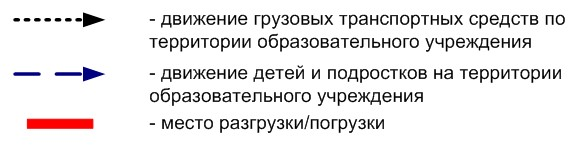 - движение грузовых транспортных средств по
территории образовательного учреждения
- движение детей и подростков на территории
образовательного учреждения
- место разгрузки/погрузки